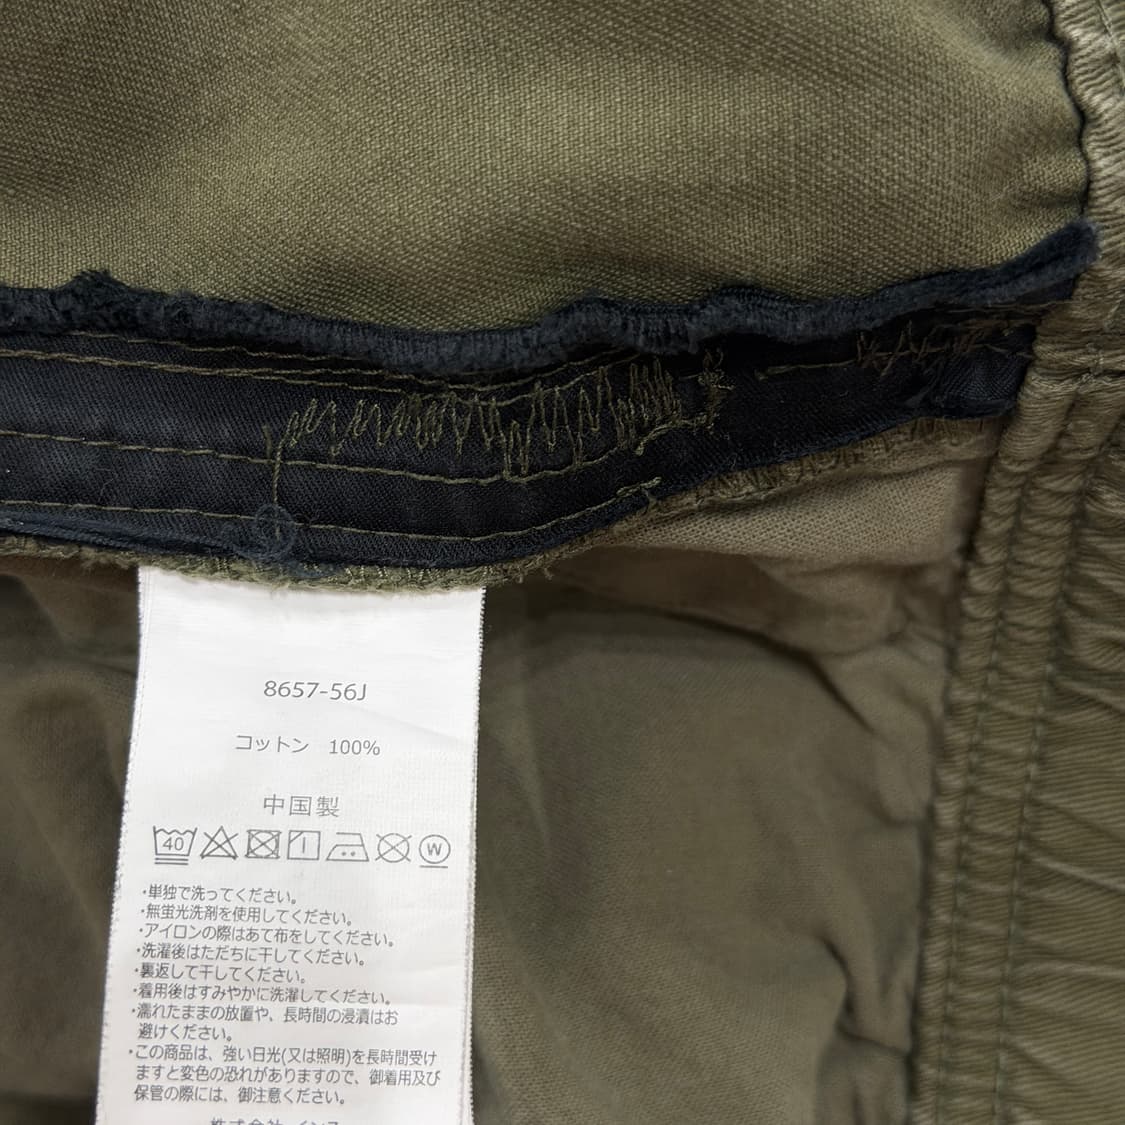 8657-56J
コットン 100%
中国製
40 W
・単独で洗ってください。
・無蛍光洗剤を使用してください。
・アイロンの際はあて布をしてください。
・洗濯後はただちに干してください。
・裏返して干してください。
・着用後はすみやかに洗濯してください。
・濡れたままの放置や、長時間の浸漬はお
避けください。
・この商品は、強い日光(又は照明)を長時間受け
ますと変色の恐れがありますので、御着用及び
保管の際には、御注意ください。